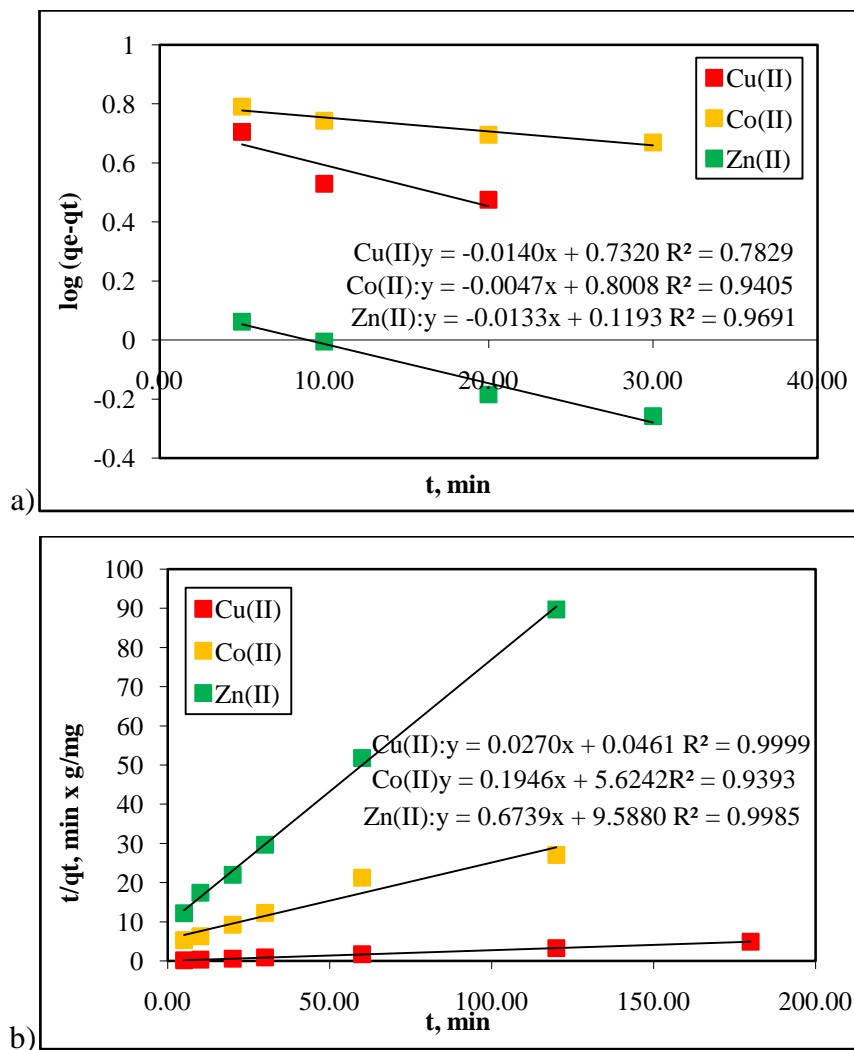 1
0.8
0.6
0.4
0.2
0
-0.2
-0.4
log (qe-qt)
Cu(II)
Co(II)
Zn(II)
Cu(II)y = -0.0140x + 0.7320 R² = 0.7829
Co(II):y = -0.0047x + 0.8008 R² = 0.9405
Zn(II):y = -0.0133x + 0.1193 R² = 0.9691
0.00 10.00 20.00 30.00 40.00
t, min
a)
100
90
80
70
60
50
40
30
20
10
0
t/qt, min x g/mg
Cu(II)
Co(II)
Zn(II)
Cu(II):y = 0.0270x + 0.0461 R² = 0.9999
Co(II)y = 0.1946x + 5.6242R² = 0.9393
Zn(II):y = 0.6739x + 9.5880 R² = 0.9985
0.00 50.00 100.00 150.00 200.00
t, min
b)